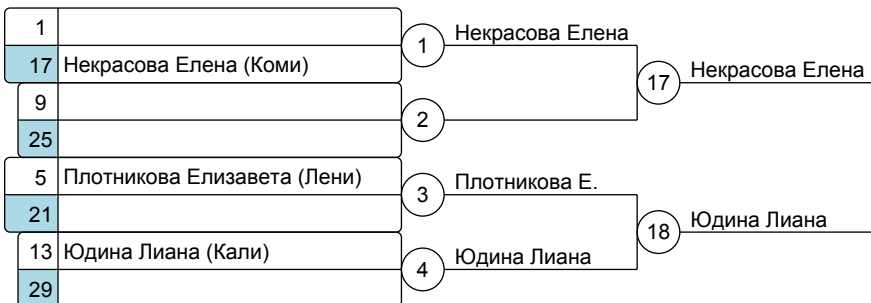 1
17 Некрасова Елена (Коми)
1 Некрасова Елена
9
25
2
17 Некрасова Елена
5 Плотникова Елизавета (Лени)
21
3 Плотникова Е.
13 Юдина Лиана (Кали)
29
4 Юдина Лиана
18 Юдина Лиана